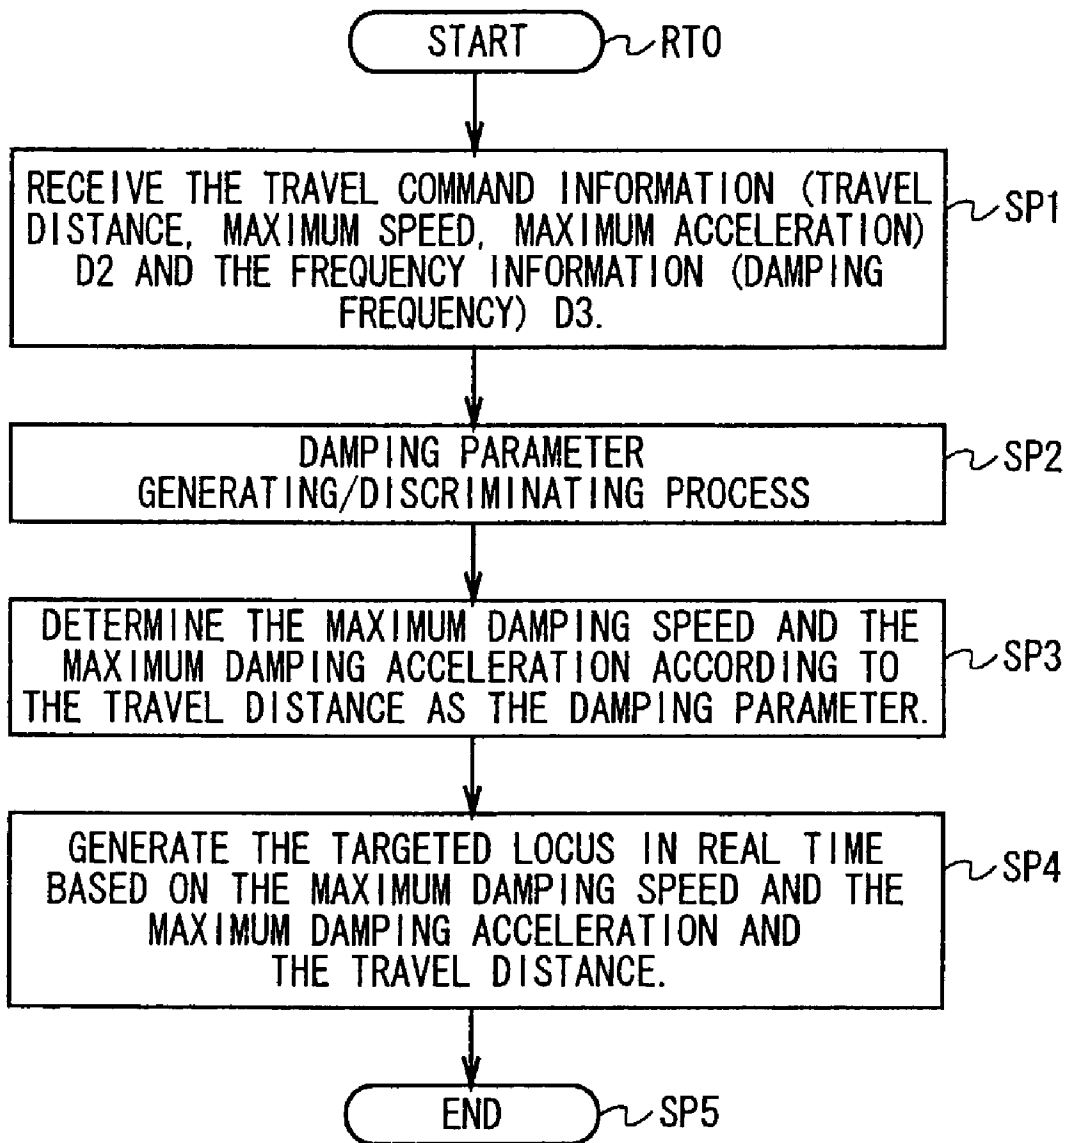 START
RT0
RECEIVE THE TRAVEL COMMAND INFORMATION (TRAVEL
DISTANCE, MAXIMUM SPEED, MAXIMUM ACCELERATION)
D2 AND THE FREQUENCY INFORMATION (DAMPING
FREQUENCY) D3.
SP1
DAMPING PARAMETER
GENERATING/DISCRIMINATING PROCESS
SP2
DETERMINE THE MAXIMUM DAMPING SPEED AND THE
MAXIMUM DAMPING ACCELERATION ACCORDING TO
THE TRAVEL DISTANCE AS THE DAMPING PARAMETER.
SP3
GENERATE THE TARGETED LOCUS IN REAL TIME
BASED ON THE MAXIMUM DAMPING SPEED AND THE
MAXIMUM DAMPING ACCELERATION AND
THE TRAVEL DISTANCE.
SP4
END
SP5